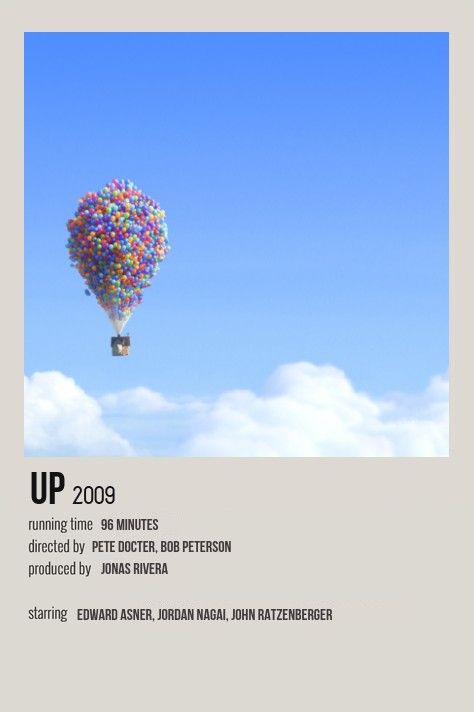 UP 2009
running time 96 MINUTES
directed by PETE DOCTER, BOB PETERSON
produced by JONAS RIVERA
starring EDWARD ASNER, JORDAN NAGAI, JOHN RATZENBERGER